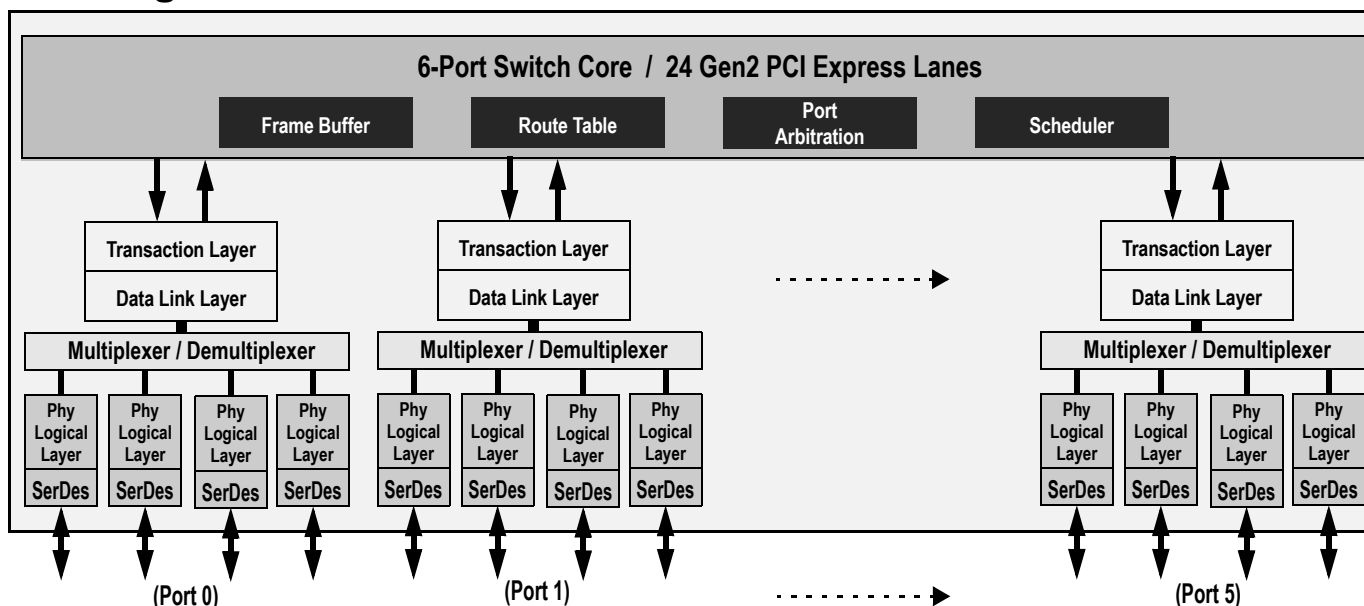 6-Port Switch Core / 24 Gen2 PCI Express Lanes
Frame Buffer
Route Table
Port
Arbitration
Scheduler
Transaction Layer
Data Link Layer
Multiplexer / Demultiplexer
Phy
Logical
Layer
SerDes
Phy
Logical
Layer
SerDes
Phy
Logical
Layer
SerDes
Phy
Logical
Layer
SerDes
(Port 0)
Transaction Layer
Data Link Layer
Multiplexer / Demultiplexer
Phy
Logical
Layer
SerDes
Phy
Logical
Layer
SerDes
Phy
Logical
Layer
SerDes
Phy
Logical
Layer
SerDes
(Port 1)
Transaction Layer
Data Link Layer
Multiplexer / Demultiplexer
Phy
Logical
Layer
SerDes
Phy
Logical
Layer
SerDes
Phy
Logical
Layer
SerDes
Phy
Logical
Layer
SerDes
(Port 5)